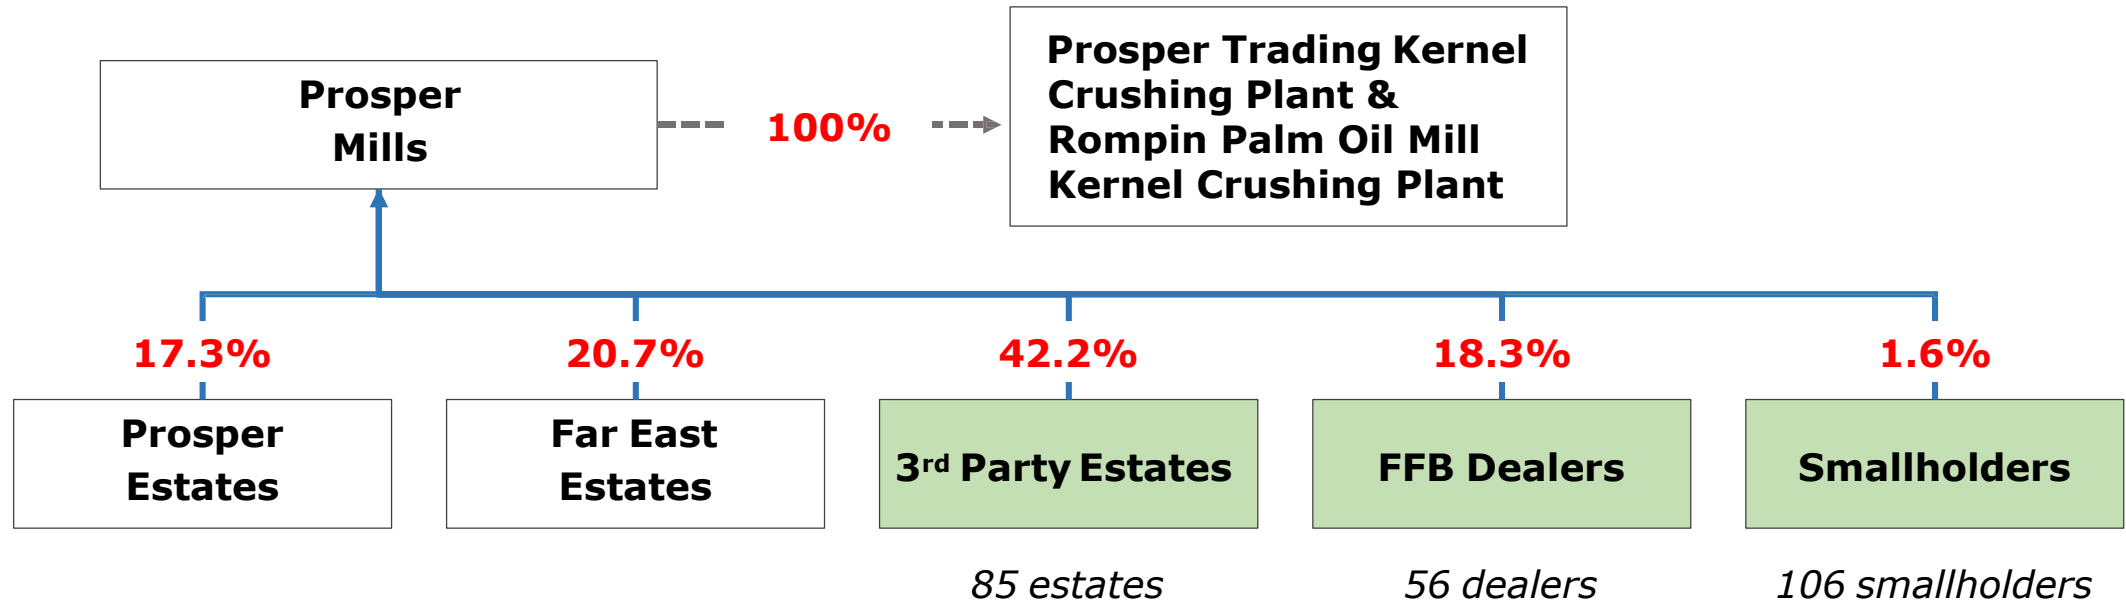 Prosper
Mills
100%
Prosper Trading Kernel
Crushing Plant &
Rompin Palm Oil Mill
Kernel Crushing Plant
17.3%
20.7%
42.2%
18.3%
1.6%
Prosper
Estates
Far East
Estates
3rd Party Estates
FFB Dealers
Smallholders
85 estates
56 dealers
106 smallholders